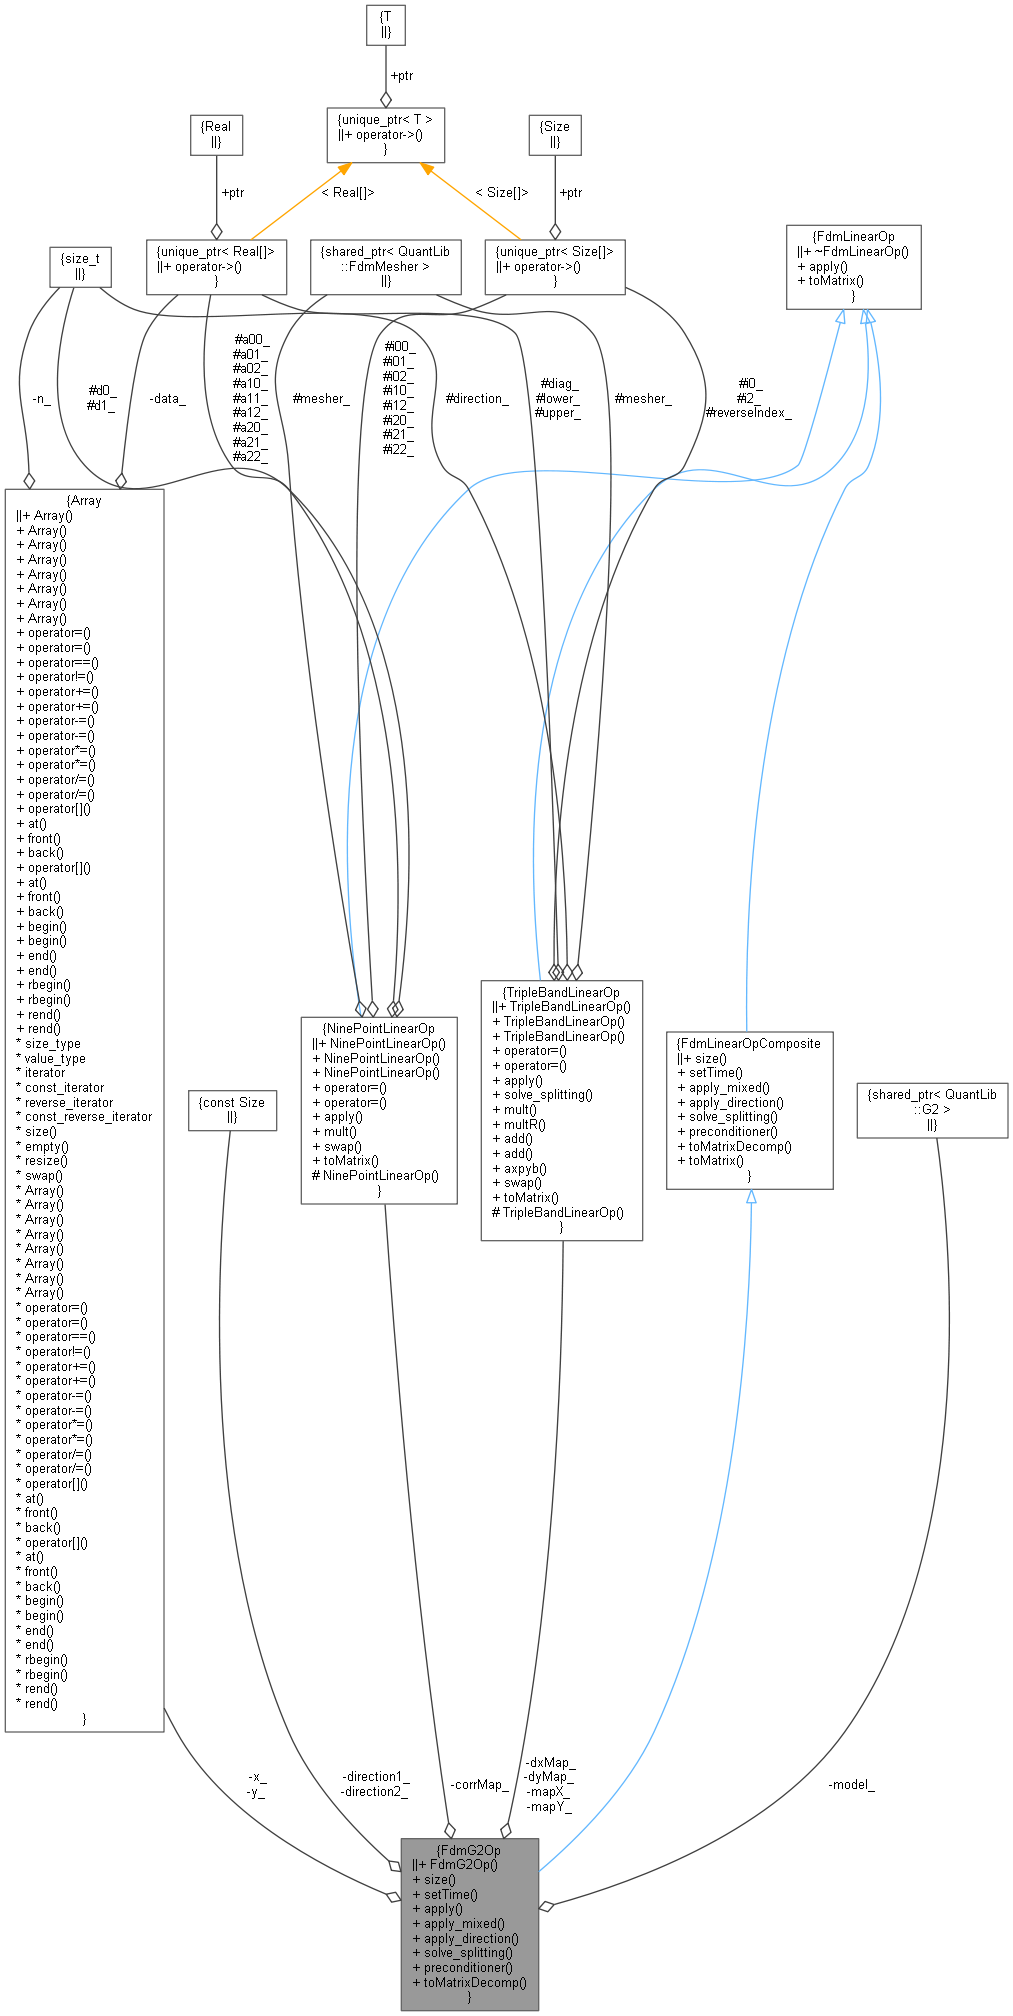 {T
||}
+ptr
{unique_ptr< T >
||+ operator->()
}
{Real
||}
{Size
||}
+ptr
+ptr
< Real[]>
< Size[]>
{size_t
||}
{unique_ptr< Real[]>
||+ operator->()
}
{shared_ptr< QuantLib
::FdmMesher >
||}
{unique_ptr< Size[]>
||+ operator->()
}
{FdmLinearOp
||+ ~FdmLinearOp()
+ apply()
+ toMatrix()
}
-n_
#d0_
#d1_
-data_
#a00_
#a01_
#a02_
#a10_
#a11_
#a12_
#a20_
#a21_
#a22_
#mesher_
#i00_
#i01_
#i02_
#i10_
#i12_
#i20_
#i21_
#i22_
#direction_
#diag_
#lower_
#upper_
#mesher_
#i0_
#i2_
#reverseIndex_
{Array
||+ Array()
+ Array()
+ Array()
+ Array()
+ Array()
+ Array()
+ Array()
+ Array()
+ operator=()
+ operator=()
+ operator==()
+ operator!=()
+ operator+=()
+ operator+=()
+ operator-=()
+ operator-=()
+ operator*=()
+ operator*=()
+ operator/=()
+ operator/=()
+ operator[]()
+ at()
+ front()
+ back()
+ operator[]()
+ at()
+ front()
+ back()
+ begin()
+ begin()
+ end()
+ end()
+ rbegin()
+ rbegin()
+ rend()
+ rend()
* size_type
* value_type
* iterator
* const_iterator
* reverse_iterator
* const_reverse_iterator
* size()
* empty()
* resize()
* swap()
* Array()
* Array()
* Array()
* Array()
* Array()
* Array()
* Array()
* Array()
* operator=()
* operator=()
* operator==()
* operator!=()
* operator+=()
* operator+=()
* operator-=()
* operator-=()
* operator*=()
* operator*=()
* operator/=()
* operator/=()
* operator[]()
* at()
* front()
* back()
* operator[]()
* at()
* front()
* back()
* begin()
* begin()
* end()
* end()
* rbegin()
* rbegin()
* rend()
* rend()
}
{const Size
||}
{NinePointLinearOp
||+ NinePointLinearOp()
+ NinePointLinearOp()
+ NinePointLinearOp()
+ operator=()
+ operator=()
+ apply()
+ mult()
+ swap()
+ toMatrix()
# NinePointLinearOp()
}
{TripleBandLinearOp
||+ TripleBandLinearOp()
+ TripleBandLinearOp()
+ TripleBandLinearOp()
+ operator=()
+ operator=()
+ apply()
+ solve_splitting()
+ mult()
+ multR()
+ add()
+ add()
+ axpyb()
+ swap()
+ toMatrix()
# TripleBandLinearOp()
}
{FdmLinearOpComposite
||+ size()
+ setTime()
+ apply_mixed()
+ apply_direction()
+ solve_splitting()
+ preconditioner()
+ toMatrixDecomp()
+ toMatrix()
}
{shared_ptr< QuantLib
::G2 >
||}
-x_
-y_
-direction1_
-direction2_
-corrMap_
-dxMap_
-dyMap_
-mapX_
-mapY_
-model_
{FdmG2Op
||+ FdmG2Op()
+ size()
+ setTime()
+ apply()
+ apply_mixed()
+ apply_direction()
+ solve_splitting()
+ preconditioner()
+ toMatrixDecomp()
}